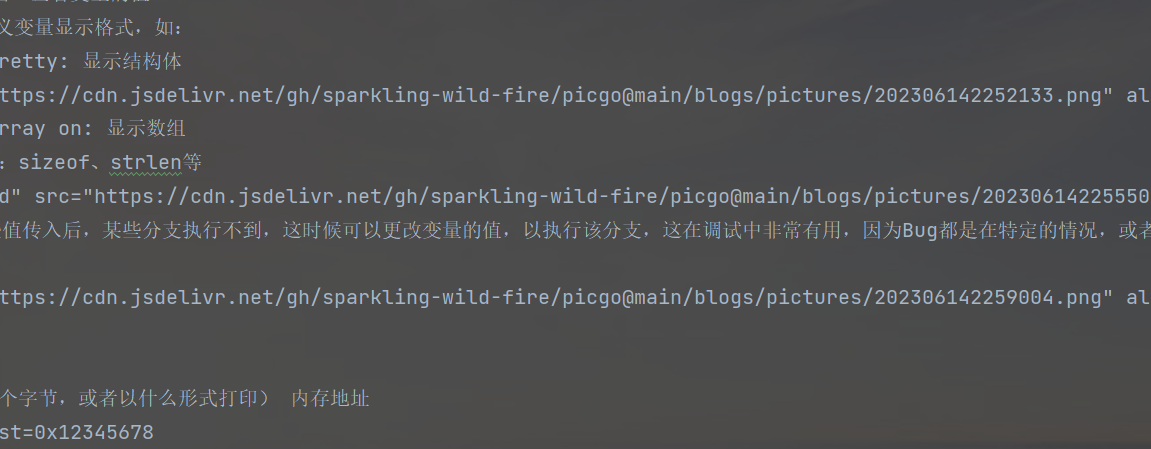 义变量显示格式，如：
retty: 显示结构体
ttps://cdn.jsdelivr.net/gh/sparkling-wild-fire/picgo@main/blogs/pictures/202306142252133.png" al
rray on: 显示数组
：sizeof、strlen等
d" src="https://cdn.jsdelivr.net/gh/sparkling-wild-fire/picgo@main/blogs/pictures/20230614225550
值传入后，某些分支执行不到，这时候可以更改变量的值，以执行该分支，这在调试中非常有用，因为Bug都是在特定的情况，或者
ttps://cdn.jsdelivr.net/gh/sparkling-wild-fire/picgo@main/blogs/pictures/202306142259004.png" al
个字节，或者以什么形式打印） 内存地址
st=0x12345678